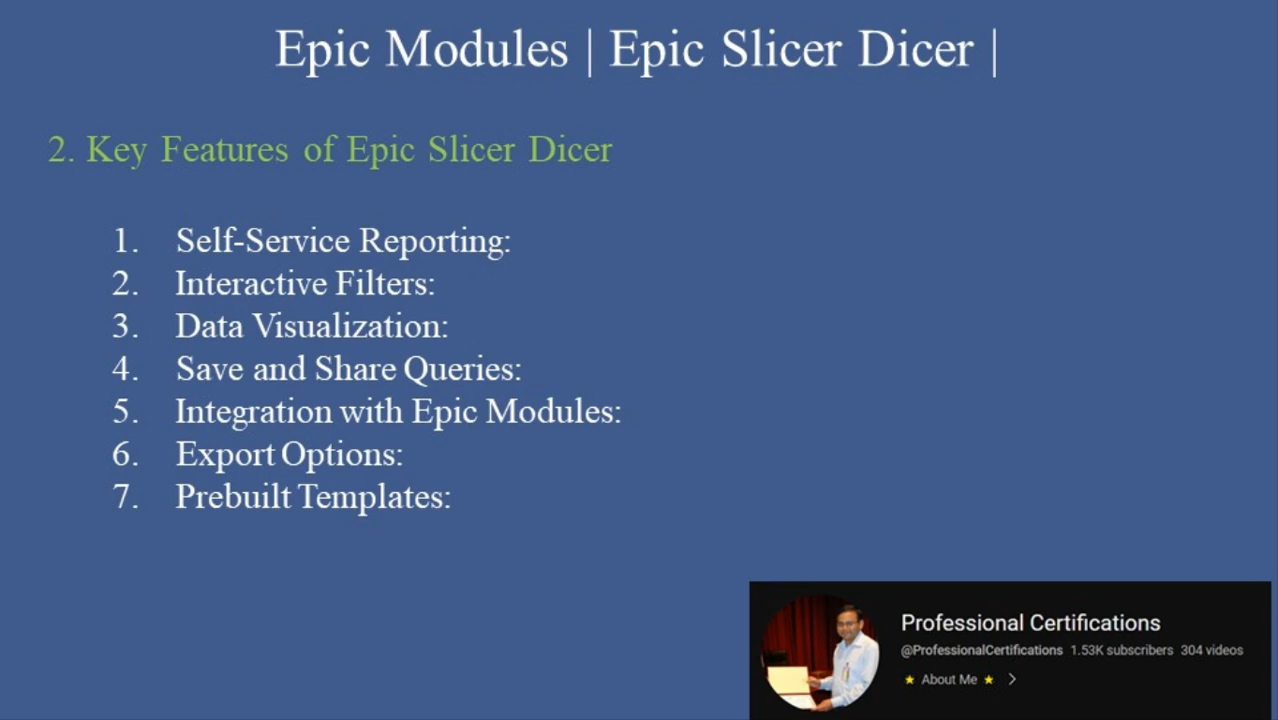 Epic Modules | Epic Slicer Dicer |
2. Key Features of Epic Slicer Dicer
1. Self-Service Reporting:
2. Interactive Filters:
3. Data Visualization:
4. Save and Share Queries:
5. Integration with Epic Modules:
6. Export Options:
7. Prebuilt Templates:
Professional Certifications
@ProfessionalCertifications 1.53K subscribers 304 videos
⭐ About Me ⭐ >